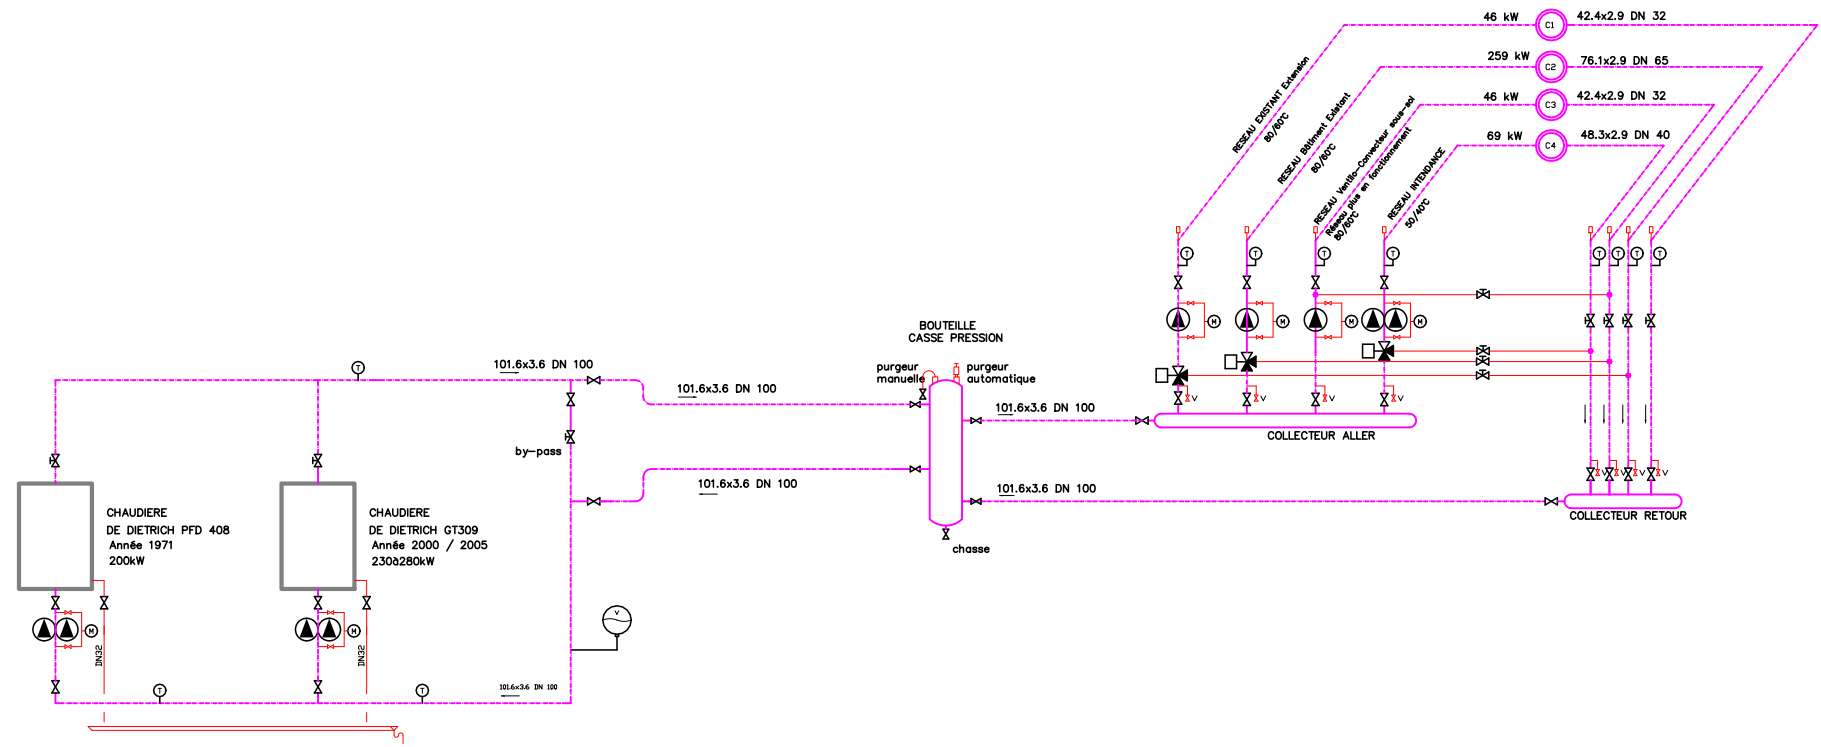 46 kW
C1
42.4x2.9 DN 32
259 kW
C2
76.1x2.9 DN 65
46 kW
C3
42.4x2.9 DN 32
69 kW
C4
48.3x2.9 DN 40
RESEAU EXISTANT Extension
80/60°C
RESEAU Bâtiment Existant
80/60°C
RESEAU Ventilo-Convecteur sous-sol
Réseau plus en fonctionnement
80/60°C
RESEAU INTENDANCE
50/40°C
T
T
T
T
T
T
T
T
M
M
M
M
V
V
V
V
COLLECTEUR ALLER
V
V
V
V
COLLECTEUR RETOUR
BOUTEILLE
CASSE PRESSION
purgeur
manuelle
purgeur
automatique
101.6x3.6 DN 100
101.6x3.6 DN 100
101.6x3.6 DN 100
101.6x3.6 DN 100
101.6x3.6 DN 100
chasse
T
by-pass
CHAUDIERE
DE DIETRICH PFD 408
Année 1971
200kW
CHAUDIERE
DE DIETRICH GT309
Année 2000 / 2005
230à280kW
M
M
DN32
DN32
V
T
T
101.6x3.6 DN 100